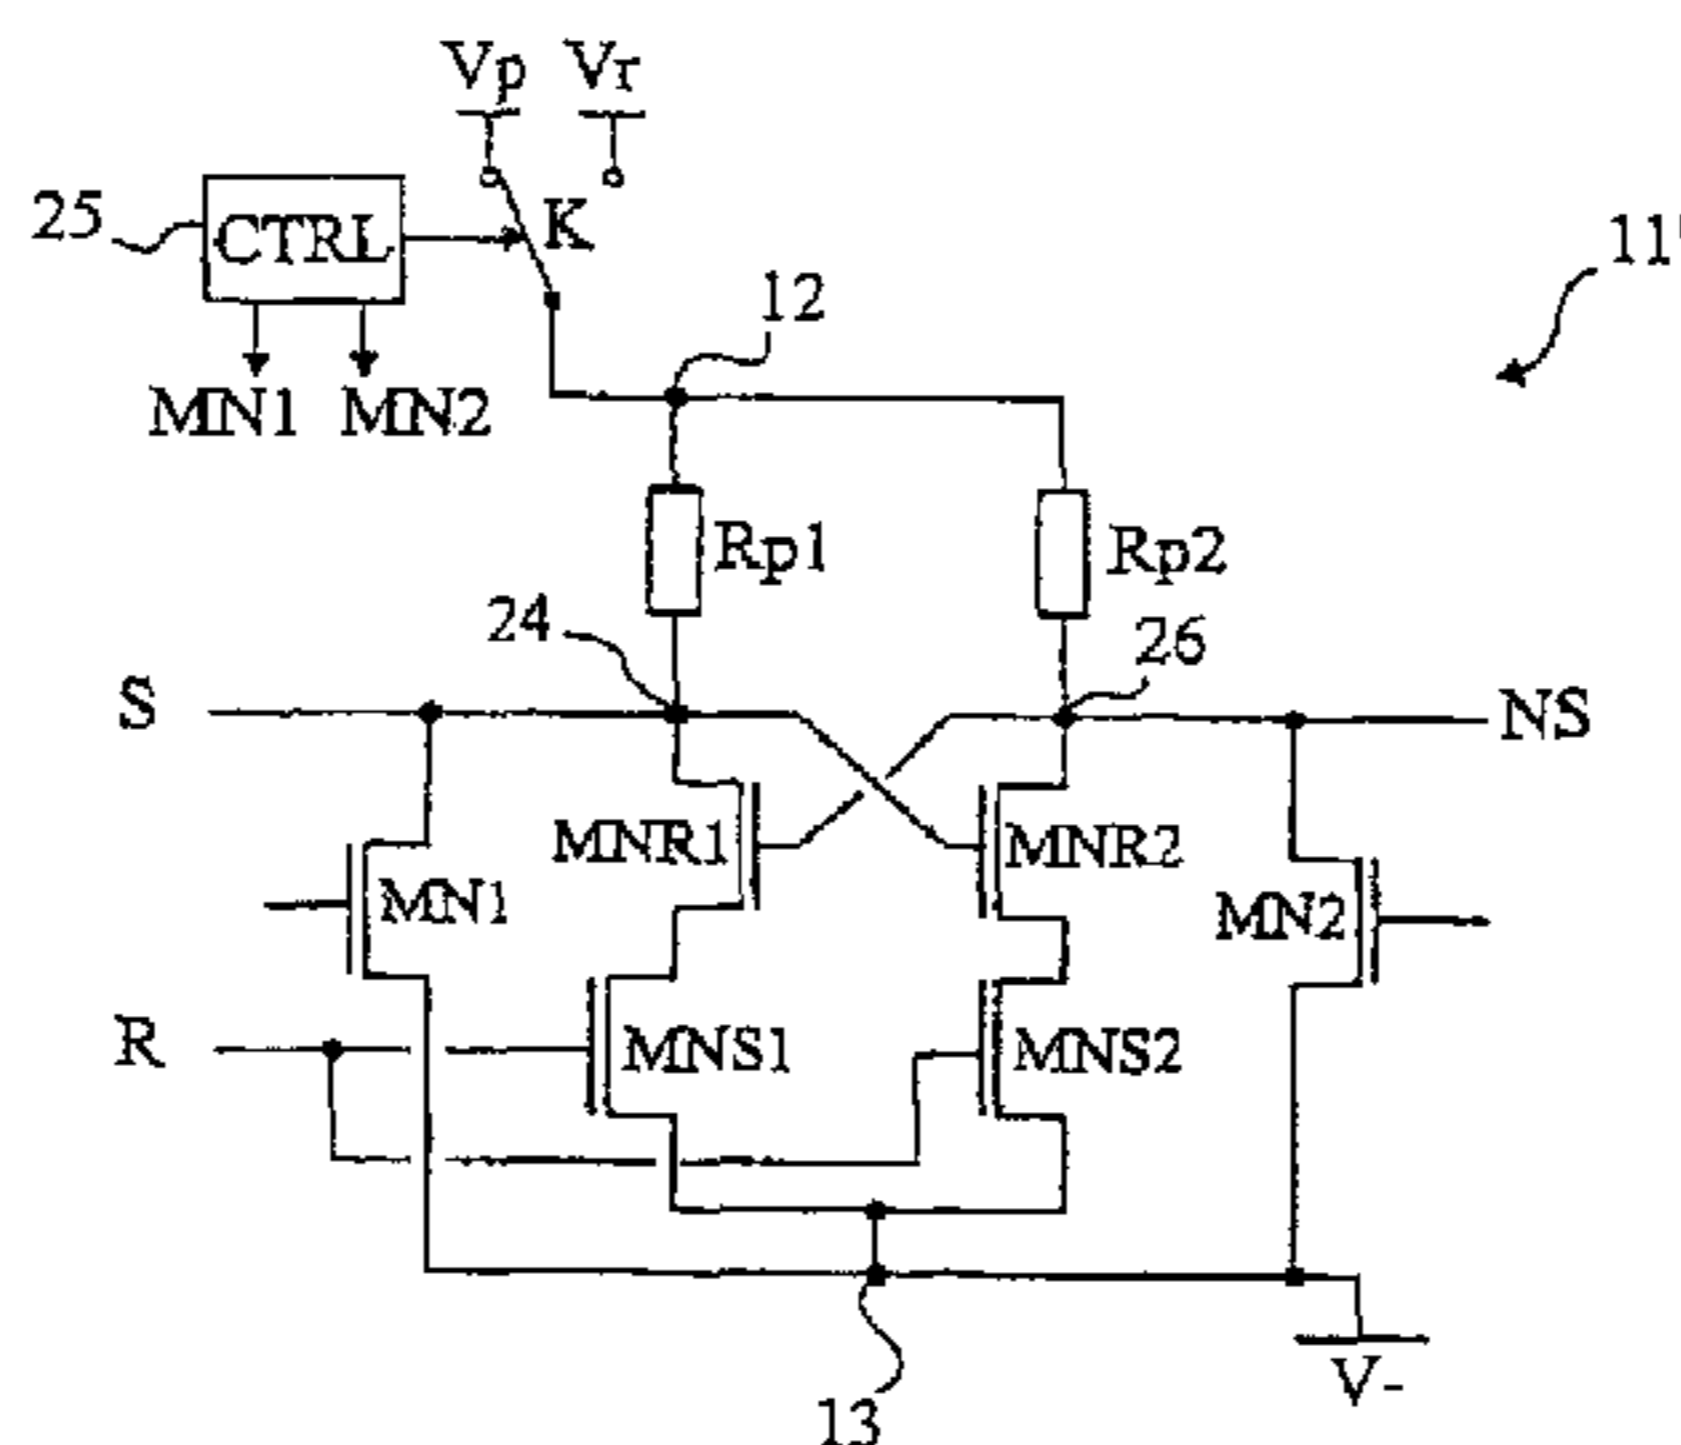 Vp Vr
25 CTRL K 11'
12
MN1 MN2
Rp1 Rp2
24 26
S NS
MNR1 MNR2
MN1 MN2
R MNS1 MNS2
V-
13